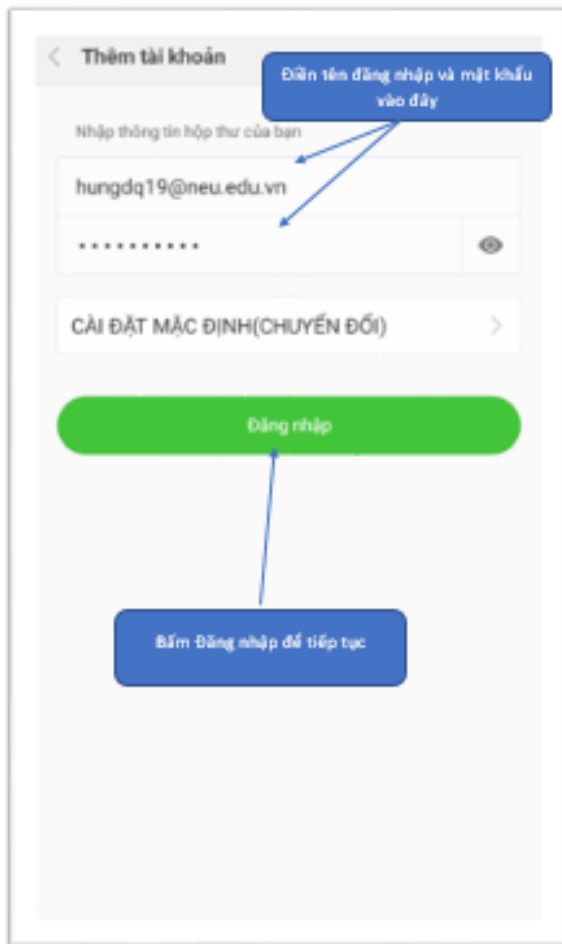 Thêm tài khoản
Điền tên đăng nhập và mật khẩu
vào đây
Nhập thông tin hộp thư của bạn
hungdq19@neu.edu.vn
••••••••••
CÀI ĐẶT MẶC ĐỊNH(CHUYỂN ĐỔI)
Đăng nhập
Bấm Đăng nhập để tiếp tục